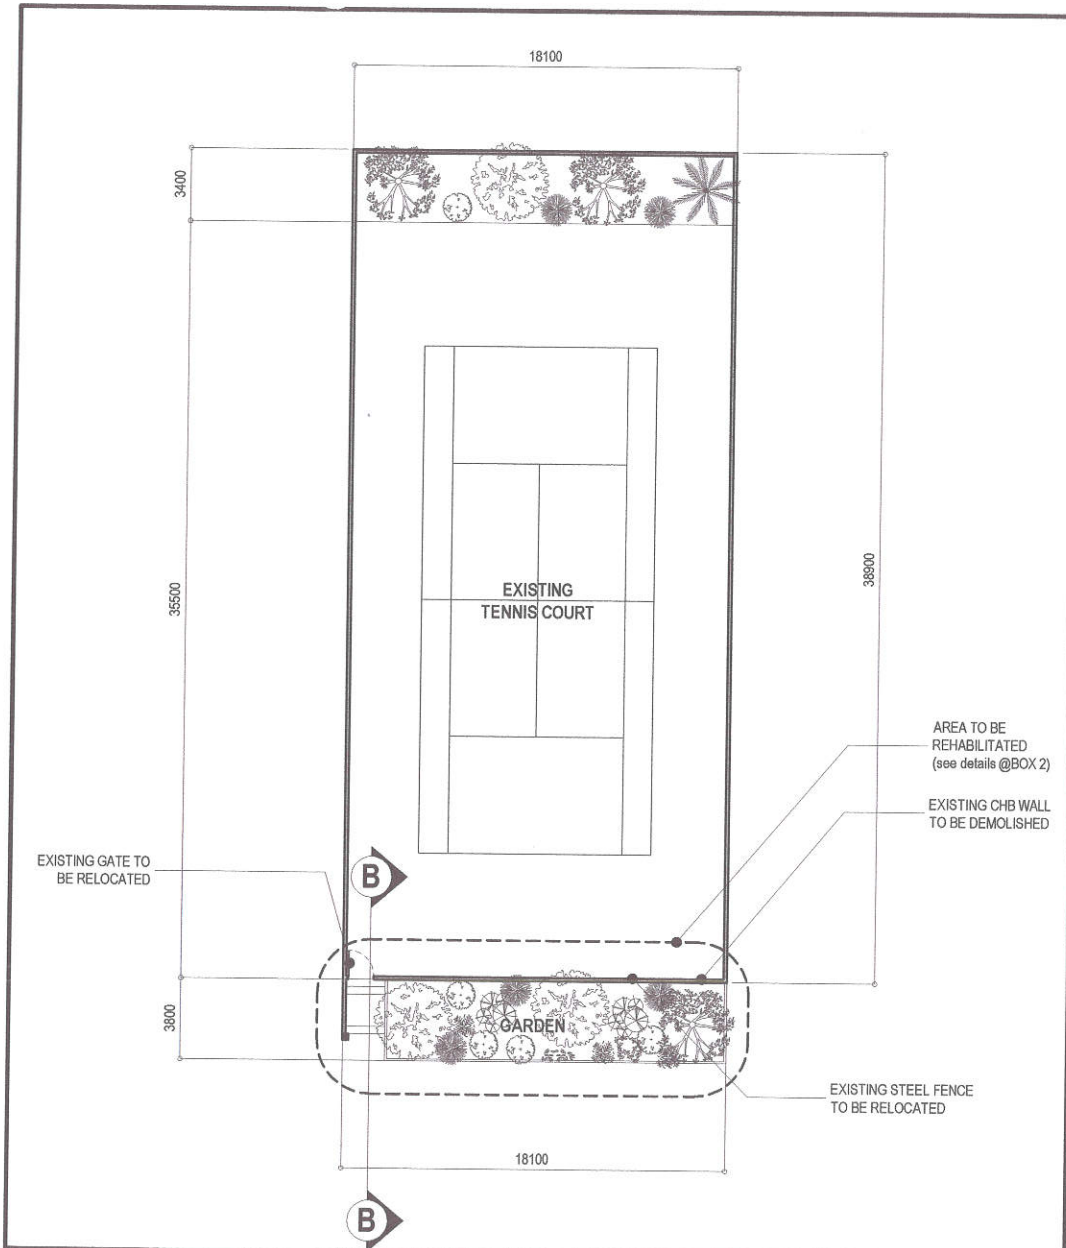 18100
3400
35500
38900
EXISTING
TENNIS COURT
AREA TO BE
REHABILITATED
(see details @BOX 2)
EXISTING CHB WALL
TO BE DEMOLISHED
EXISTING GATE TO
BE RELOCATED
B
3800
GARDEN
EXISTING STEEL FENCE
TO BE RELOCATED
18100
B